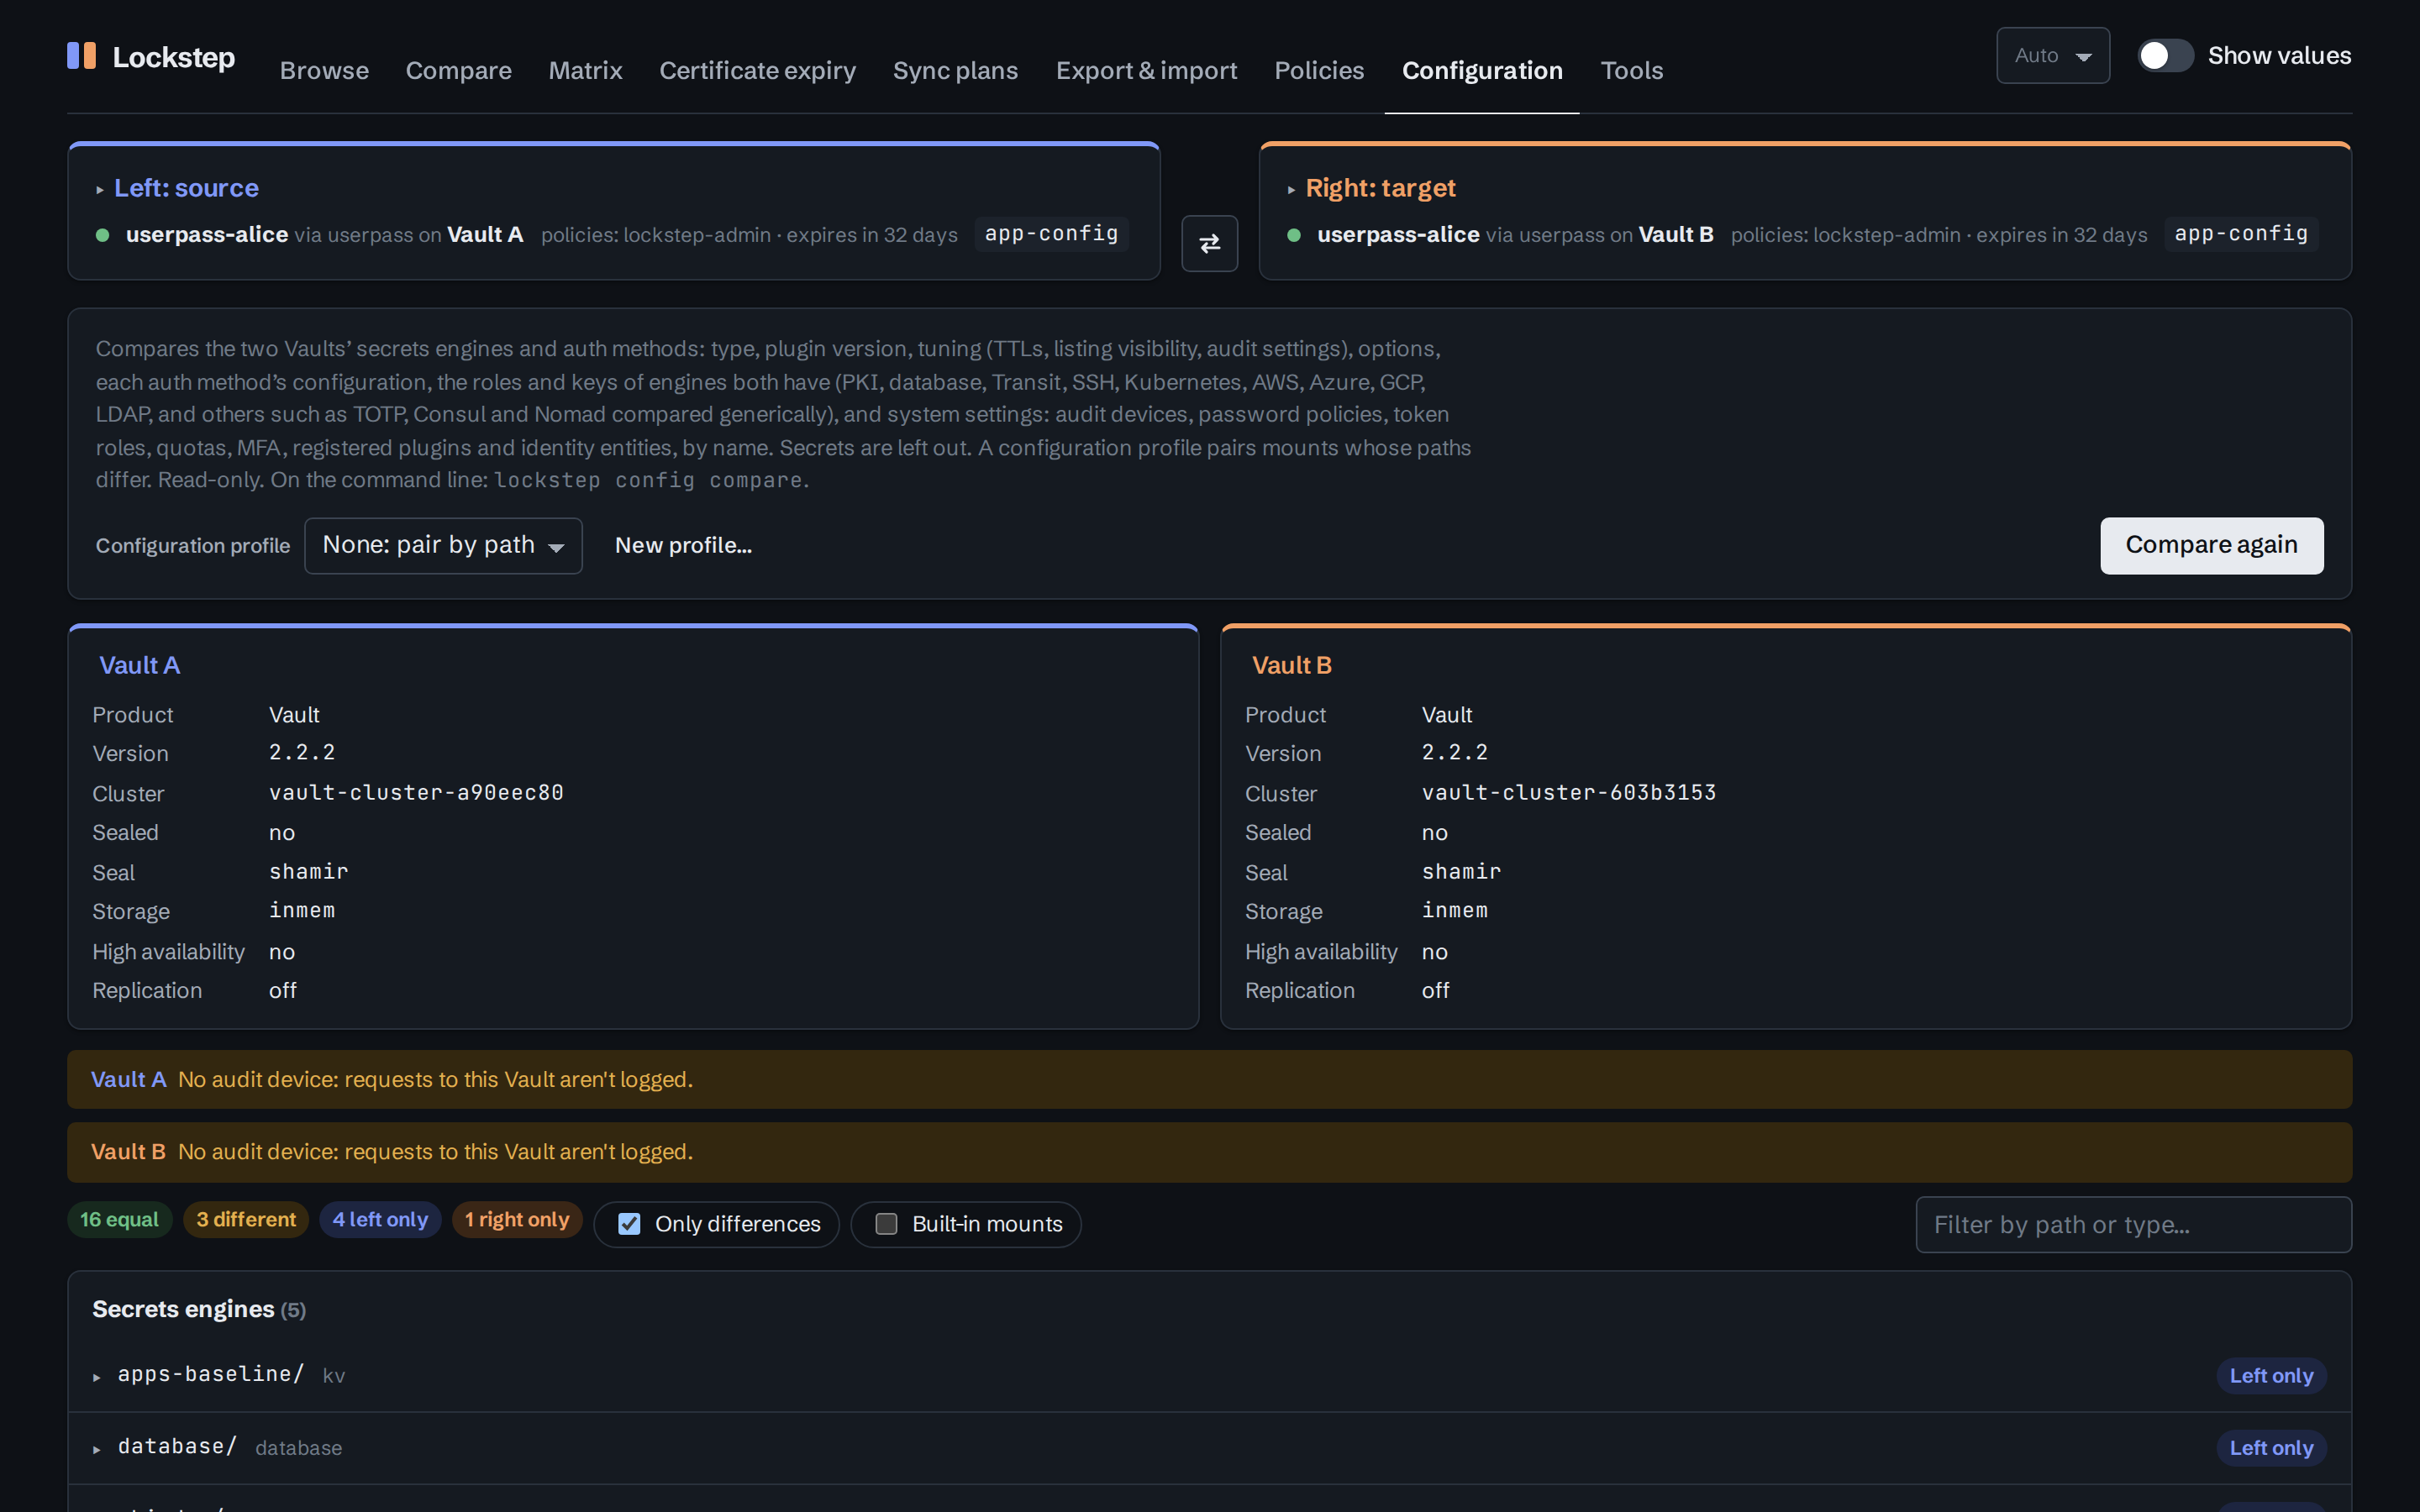 Lockstep
Browse
Compare
Matrix
Certificate expiry
Sync plans
Export & import
Policies
Configuration
Tools
Auto
Show values
Left: source
userpass-alice via userpass on Vault A policies: lockstep-admin · expires in 32 days app-config
Right: target
userpass-alice via userpass on Vault B policies: lockstep-admin · expires in 32 days app-config
Compares the two Vaults’ secrets engines and auth methods: type, plugin version, tuning (TTLs, listing visibility, audit settings), options,
each auth method’s configuration, the roles and keys of engines both have (PKI, database, Transit, SSH, Kubernetes, AWS, Azure, GCP,
LDAP, and others such as TOTP, Consul and Nomad compared generically), and system settings: audit devices, password policies, token
roles, quotas, MFA, registered plugins and identity entities, by name. Secrets are left out. A configuration profile pairs mounts whose paths
differ. Read-only. On the command line: lockstep config compare.
Configuration profile
None: pair by path
New profile...
Compare again
Vault A
Product Vault
Version 2.2.2
Cluster vault-cluster-a90eec80
Sealed no
Seal shamir
Storage inmem
High availability no
Replication off
Vault B
Product Vault
Version 2.2.2
Cluster vault-cluster-603b3153
Sealed no
Seal shamir
Storage inmem
High availability no
Replication off
Vault A No audit device: requests to this Vault aren't logged.
Vault B No audit device: requests to this Vault aren't logged.
16 equal
3 different
4 left only
1 right only
Only differences
Built-in mounts
Filter by path or type...
Secrets engines (5)
apps-baseline/ kv Left only
database/ database Left only